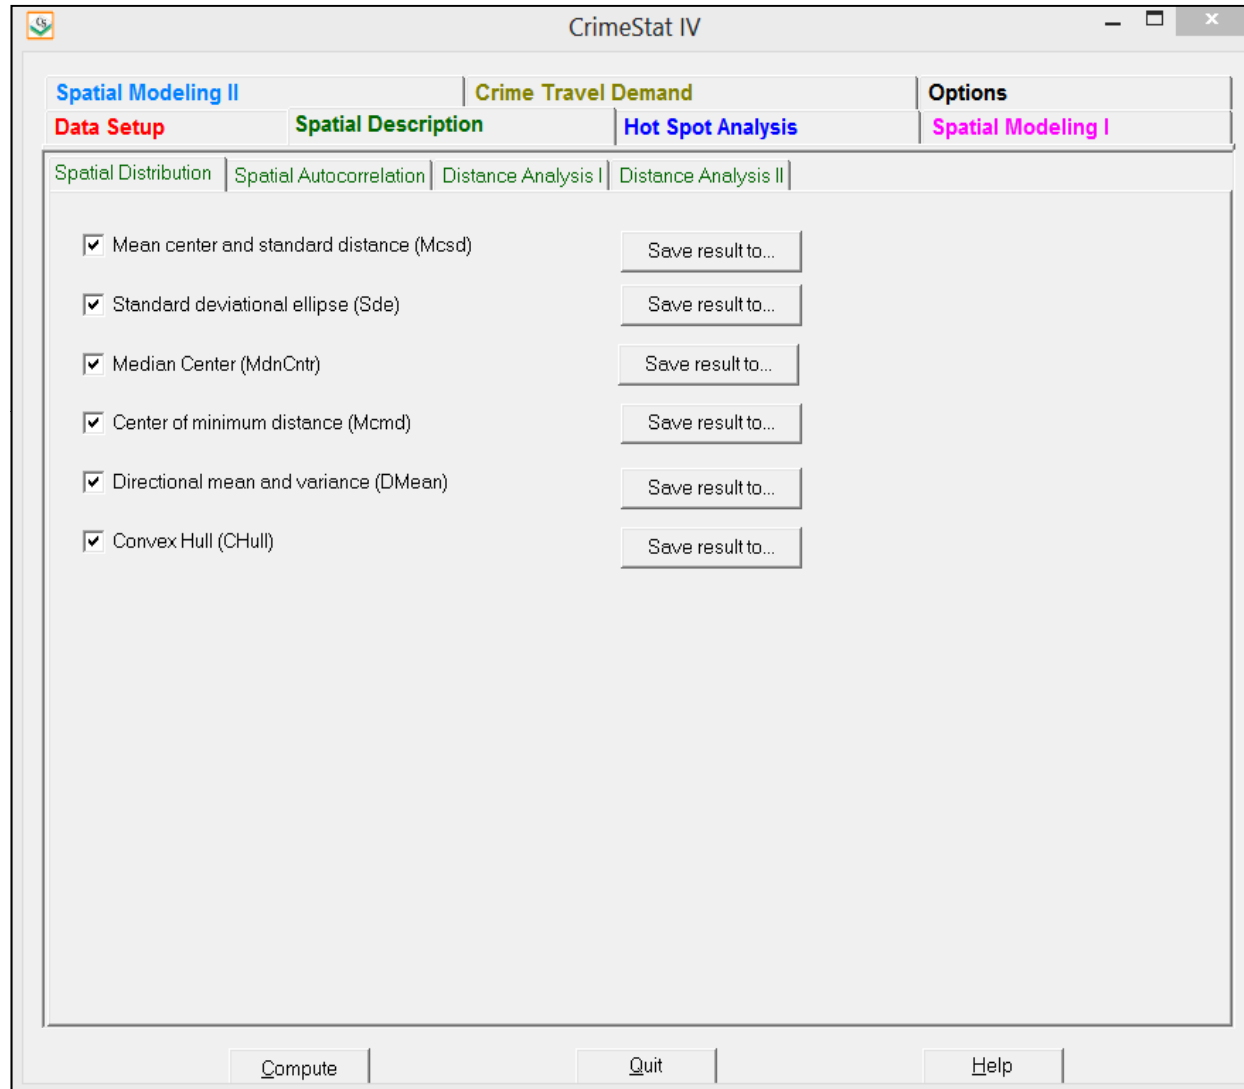 CrimeStat IV
Spatial Modeling II Crime Travel Demand Options
Data Setup Spatial Description Hot Spot Analysis Spatial Modeling I
Spatial Distribution Spatial Autocorrelation Distance Analysis I Distance Analysis II
Mean center and standard distance (Mcsd) Save result to...
Standard deviational ellipse (Sde) Save result to...
Median Center (MdnCntr) Save result to...
Center of minimum distance (Mcmd) Save result to...
Directional mean and variance (DMean) Save result to...
Convex Hull (CHull) Save result to...
Compute Quit Help